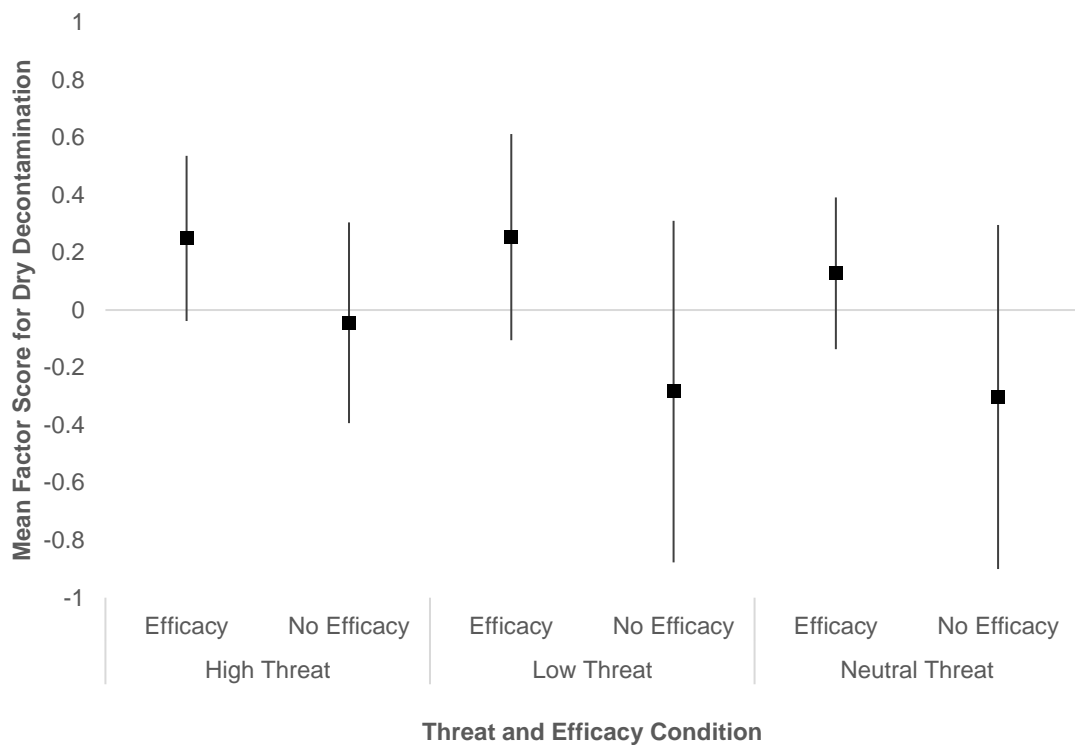 Mean Factor Score for Dry Decontamination
1
0.8
0.6
0.4
0.2
0
-0.2
-0.4
-0.6
-0.8
-1
Efficacy No Efficacy Efficacy No Efficacy Efficacy No Efficacy
High Threat Low Threat Neutral Threat
Threat and Efficacy Condition